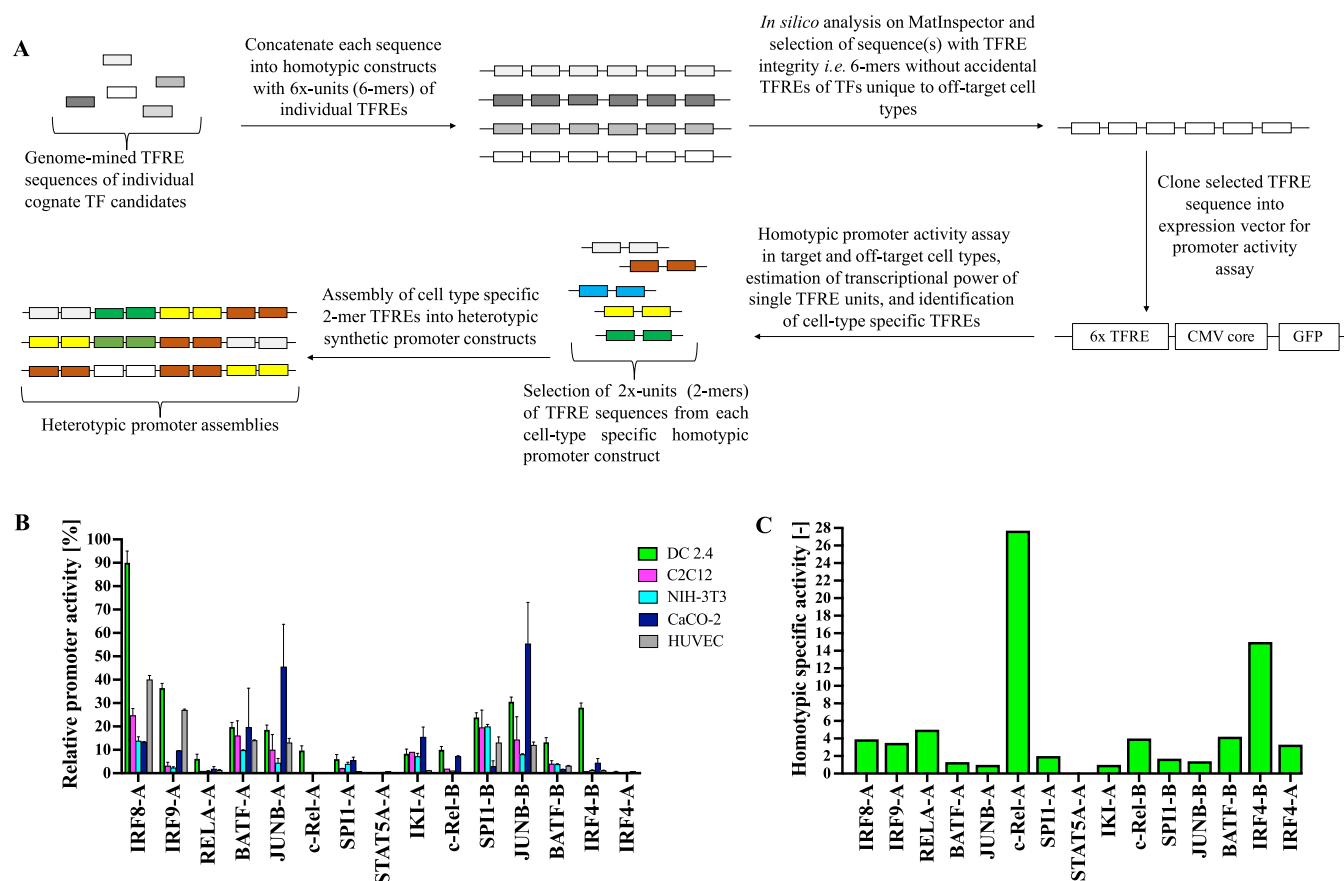 A
Concatenate each sequence
into homotypic constructs
with 6x-units (6-mers) of
individual TFREs
In silico analysis on MatInspector and
selection of sequence(s) with TFRE
integrity i.e. 6-mers without accidental
TFREs of TFs unique to off-target cell
types
Genome-mined TFRE
sequences of individual
cognate TF candidates
Clone selected TFRE
sequence into
expression vector for
promoter activity
assay
Homotypic promoter activity assay
in target and off-target cell types,
estimation of transcriptional power of
single TFRE units, and identification
of cell-type specific TFREs
Assembly of cell type specific
2-mer TFREs into heterotypic
synthetic promoter constructs
6x TFRE
CMV core
GFP
Selection of 2x-units (2-mers)
of TFRE sequences from each
cell-type specific homotypic
promoter construct
Heterotypic promoter assemblies
B
Relative promoter activity [%]
100
90
80
70
60
50
40
30
20
10
0
DC 2.4
C2C12
NIH-3T3
CaCO-2
HUVEC
IRF8-A
IRF9-A
RELA-A
BATF-A
JUNB-A
c-Rel-A
SPI1-A
STAT5A-A
IKI-A
c-Rel-B
SPI1-B
JUNB-B
BATF-B
IRF4-B
IRF4-A
C
Homotypic specific activity [-]
28
26
24
22
20
18
16
14
12
10
8
6
4
2
0
IRF8-A
IRF9-A
RELA-A
BATF-A
JUNB-A
c-Rel-A
SPI1-A
STAT5A-A
IKI-A
c-Rel-B
SPI1-B
JUNB-B
BATF-B
IRF4-B
IRF4-A